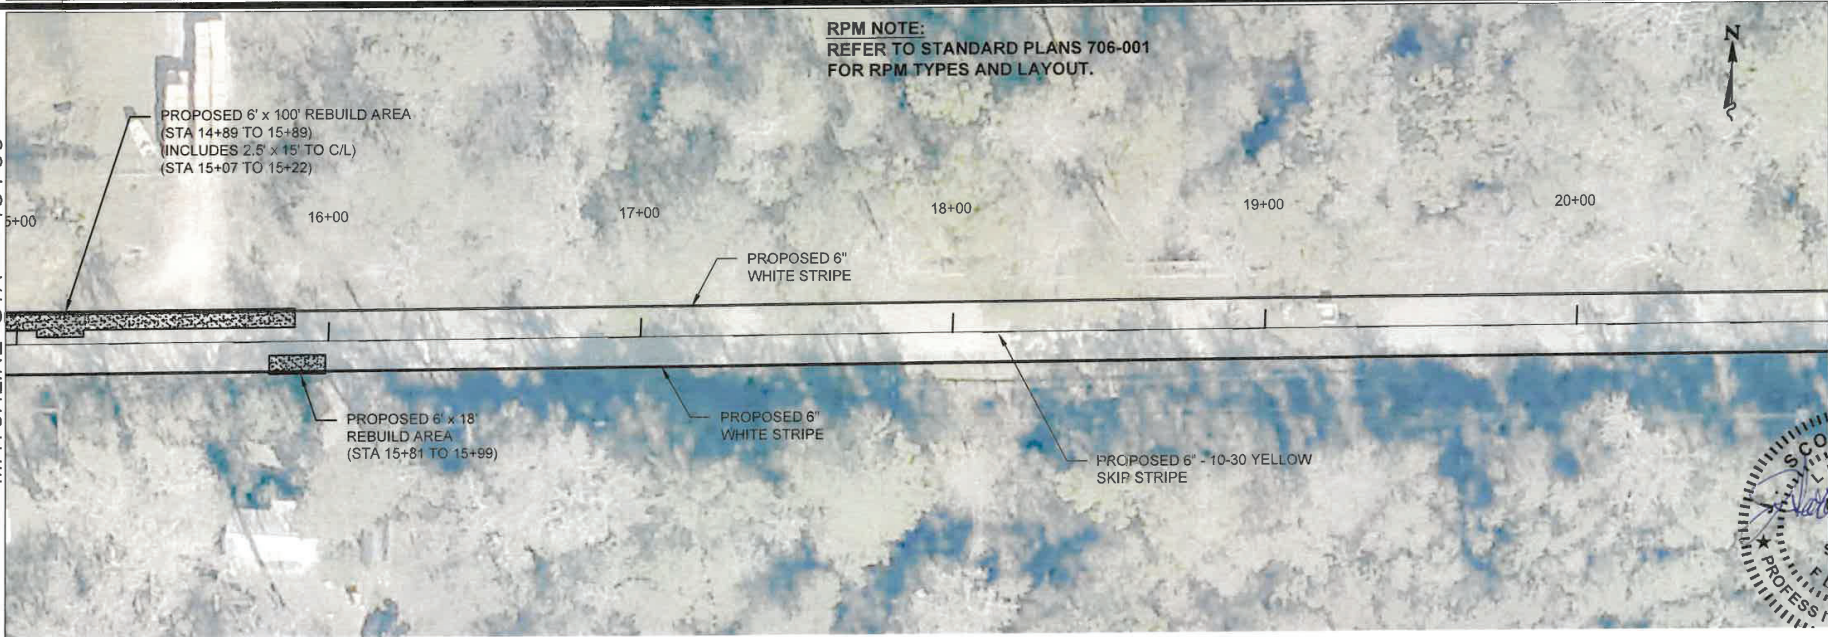 RPM NOTE:
REFER TO STANDARD PLANS 706-001
FOR RPM TYPES AND LAYOUT.
N
PROPOSED 6' x 100' REBUILD AREA
(STA 14+89 TO 15+89)
(INCLUDES 2.5' x 15' TO C/L)
(STA 15+07 TO 15+22)
5+00
16+00
17+00
18+00
19+00
20+00
PROPOSED 6"
WHITE STRIPE
PROPOSED 6' x 18'
REBUILD AREA
(STA 15+81 TO 15+99)
PROPOSED 6"
WHITE STRIPE
PROPOSED 6" - 10-30 YELLOW
SKIP STRIPE